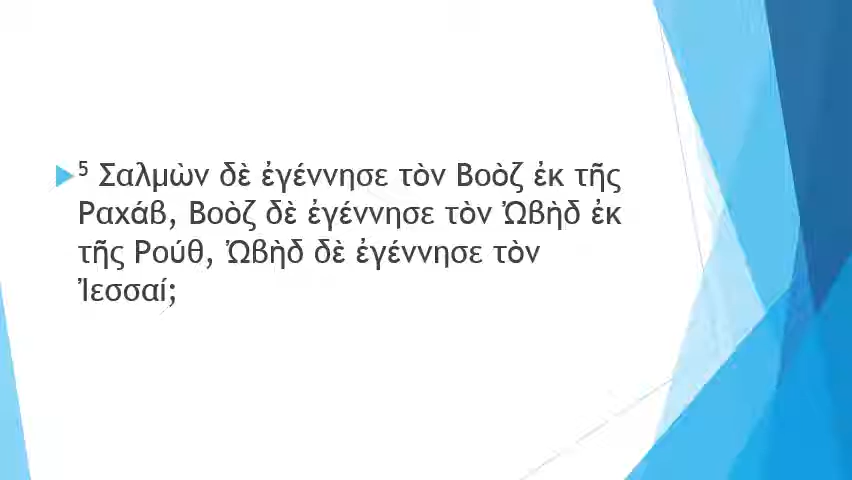 ⁵ Σαλμὼν δὲ ἐγέννησε τὸν Βοὸζ ἐκ τῆς
Ραχάβ, Βοὸζ δὲ ἐγέννησε τὸν Ὠβὴδ ἐκ
τῆς Ρούθ, Ὠβὴδ δὲ ἐγέννησε τὸν
Ἰεσσαί;